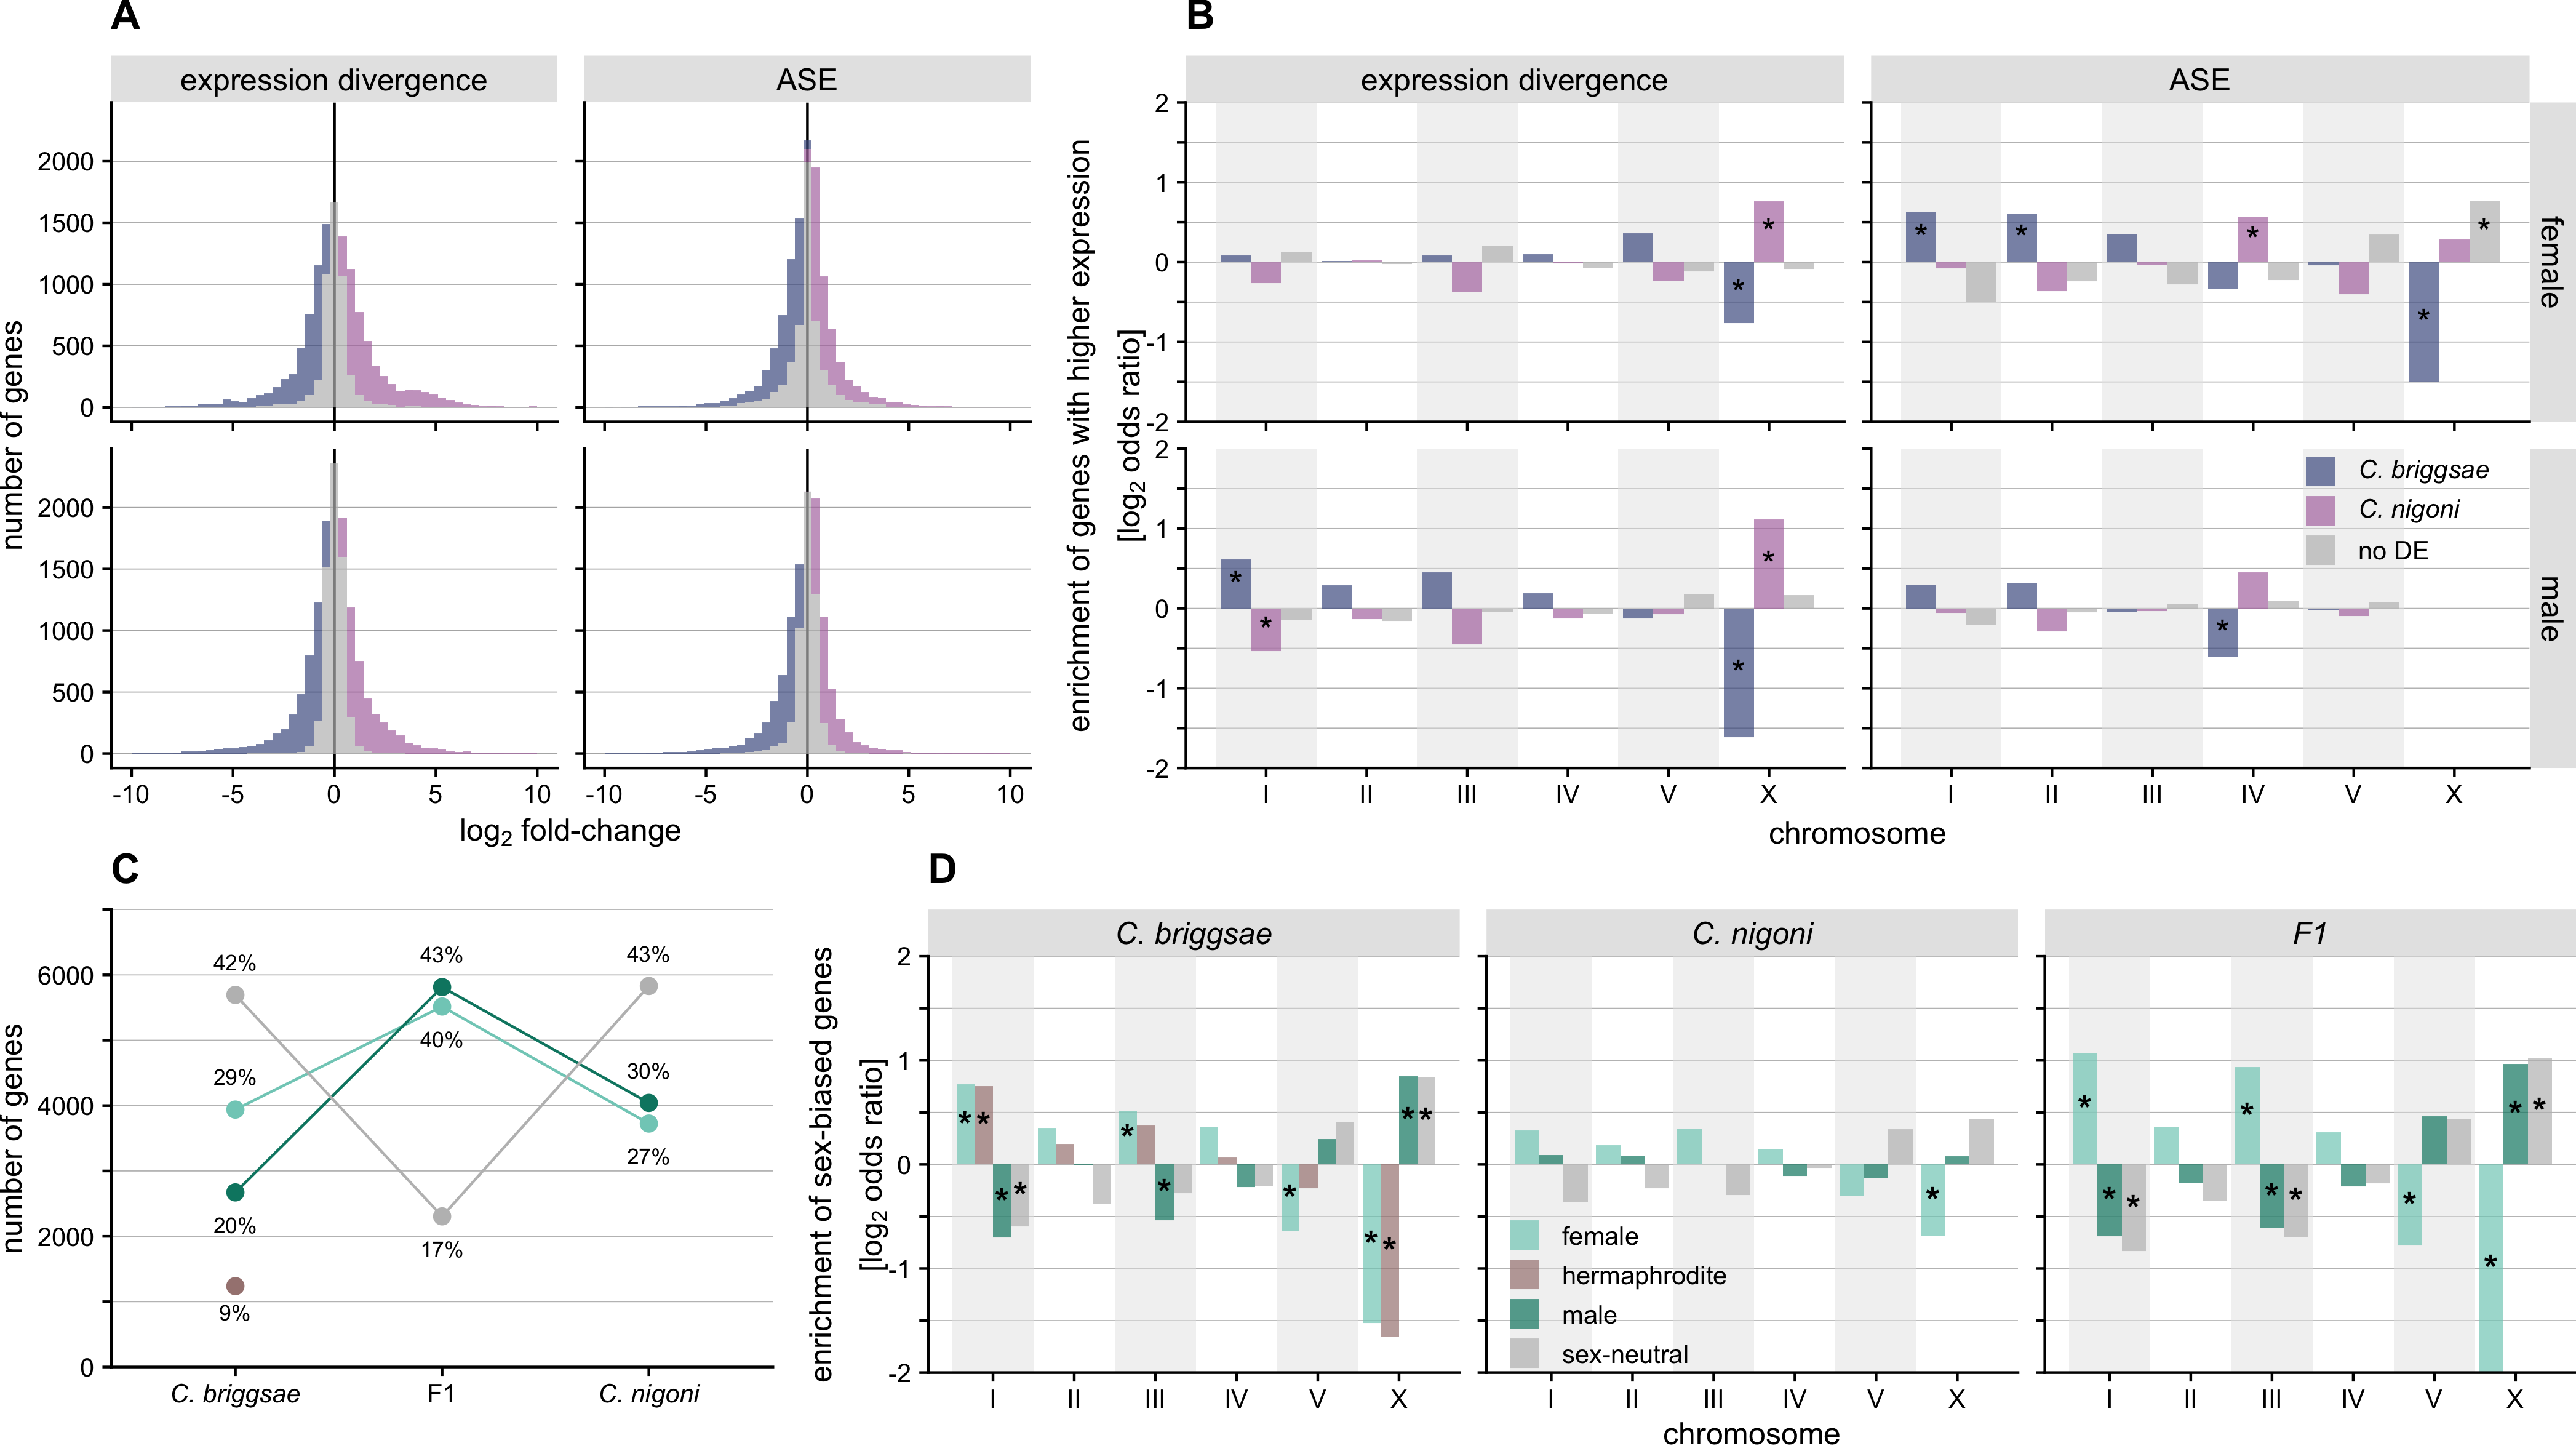 A
B
expression divergence
ASE
expression divergence
ASE
number of genes
2000
1500
1000
500
0
2000
1500
1000
500
0
-10
-5
0
5
10
-10
-5
0
5
10
log2 fold-change
enrichment of genes with higher expression
[log2 odds ratio]
2
1
0
-1
-2
2
1
0
-1
-2
* * * * * * * *
female
* * * * *
C. briggsae
C. nigoni
no DE
male
I
II
III
IV
V
X
I
II
III
IV
V
X
chromosome
C
D
number of genes
6000
4000
2000
0
42%
43%
43%
29%
40%
30%
20%
17%
27%
9%
C. briggsae
F1
C. nigoni
C. briggsae
C. nigoni
F1
enrichment of sex-biased genes
[log2 odds ratio]
2
1
0
-1
-2
* * * * * * * * * * *
*
* * * * * * * * * *
female
hermaphrodite
male
sex-neutral
I
II
III
IV
V
X
I
II
III
IV
V
X
I
II
III
IV
V
X
chromosome